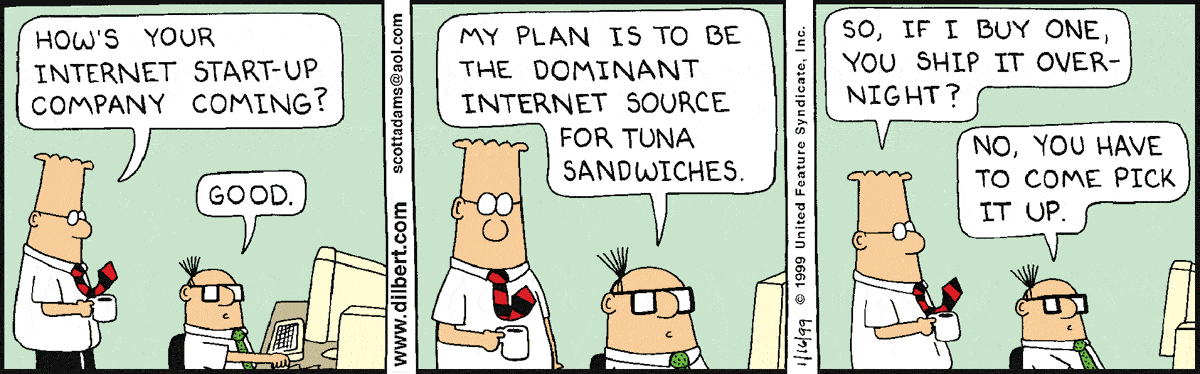 HOW'S YOUR
INTERNET START-UP
COMPANY COMING?
GOOD.
www.dilbert.com scottadams@aol.com
MY PLAN IS TO BE
THE DOMINANT
INTERNET SOURCE
FOR TUNA
SANDWICHES.
1/16/99 © 1999 United Feature Syndicate, Inc.
SO, IF I BUY ONE,
YOU SHIP IT OVER-
NIGHT?
NO, YOU HAVE
TO COME PICK
IT UP.